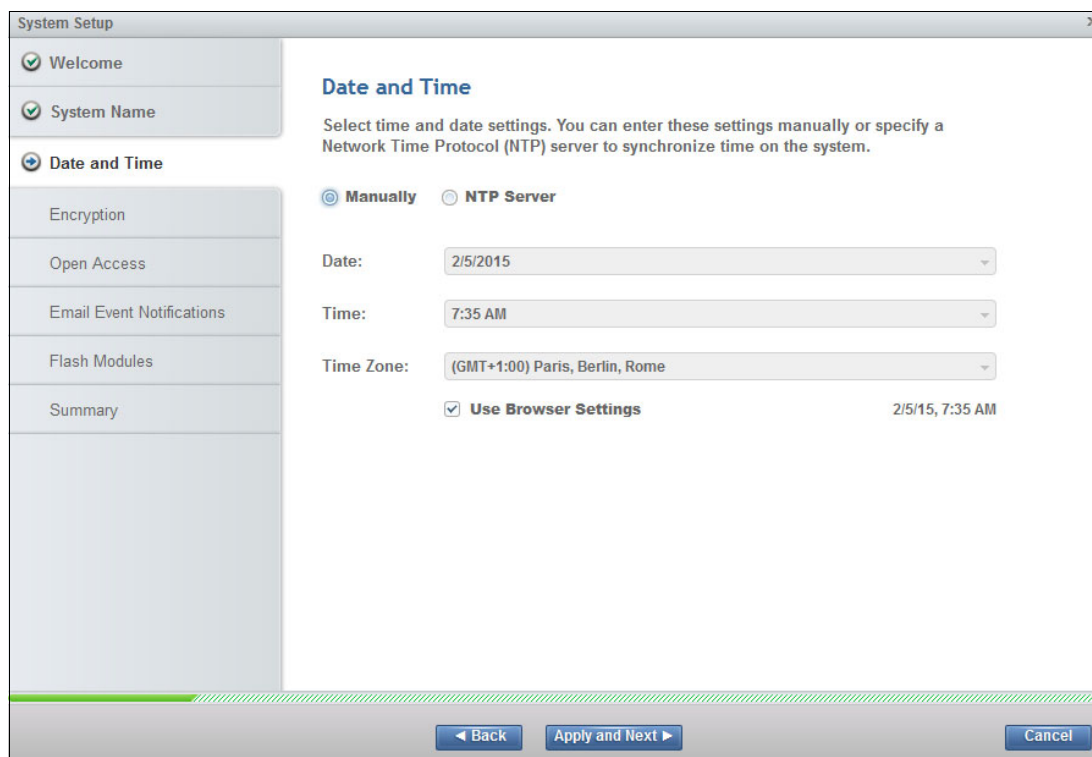 System Setup
Welcome
System Name
Date and Time
Encryption
Open Access
Email Event Notifications
Flash Modules
Summary
Date and Time
Select time and date settings. You can enter these settings manually or specify a
Network Time Protocol (NTP) server to synchronize time on the system.
Manually NTP Server
Date: 2/5/2015
Time: 7:35 AM
Time Zone: (GMT+1:00) Paris, Berlin, Rome
Use Browser Settings 2/5/15, 7:35 AM
Back Apply and Next Cancel